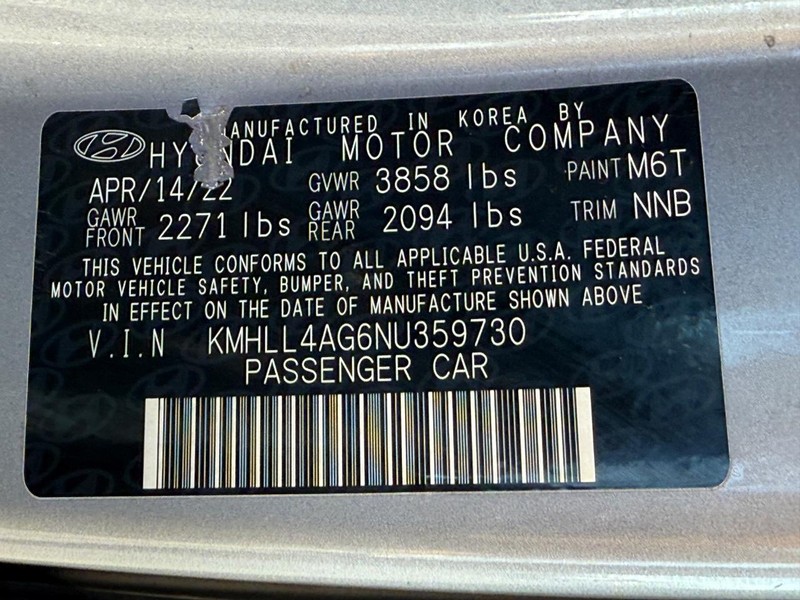 MANUFACTURED IN KOREA BY
HYUNDAI MOTOR COMPANY
APR/14/22 GVWR 3858 lbs PAINT M6T
GAWR FRONT 2271 lbs GAWR REAR 2094 lbs TRIM NNB
THIS VEHICLE CONFORMS TO ALL APPLICABLE U.S.A. FEDERAL
MOTOR VEHICLE SAFETY, BUMPER, AND THEFT PREVENTION STANDARDS
IN EFFECT ON THE DATE OF MANUFACTURE SHOWN ABOVE
V.I.N KMHLL4AG6NU359730
PASSENGER CAR